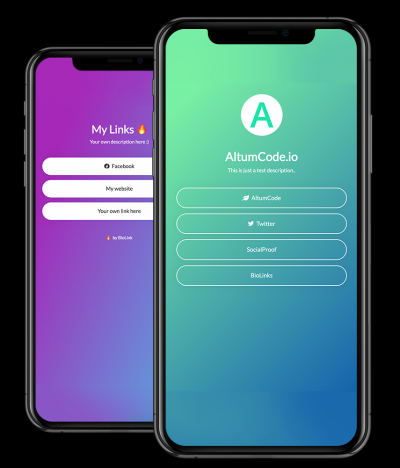 My Links 🔥
Your own description here :)
Facebook
My website
Your own link here
🔥 by BioLink
A
AltumCode.io
This is just a test description..
AltumCode
Twitter
SocialProof
BioLinks